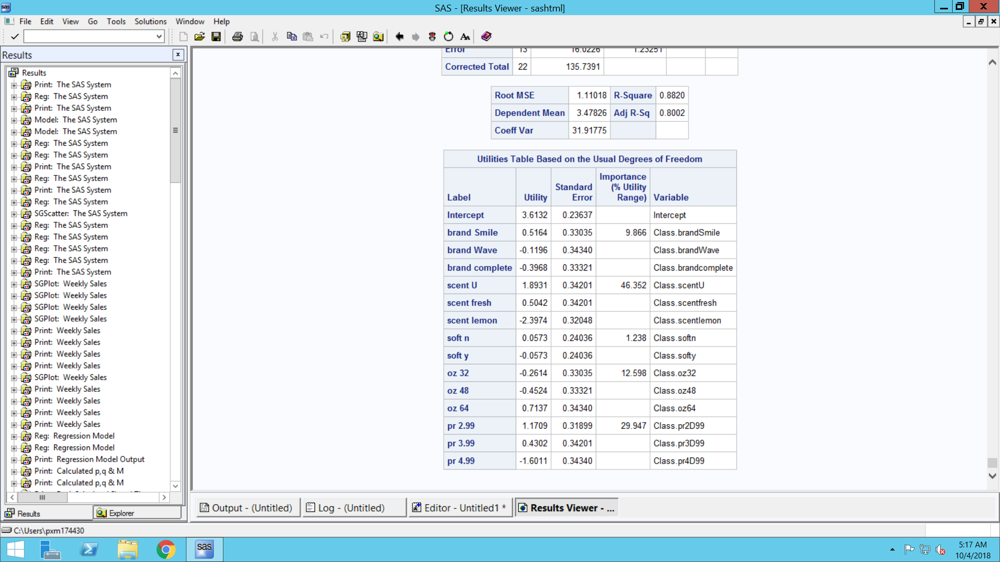 SAS - [Results Viewer - sashtml]
File Edit View Go Tools Solutions Window Help
Results
Results
Print: The SAS System
Reg: The SAS System
Print: The SAS System
Model: The SAS System
Model: The SAS System
Reg: The SAS System
Reg: The SAS System
Print: The SAS System
Reg: The SAS System
Print: The SAS System
Reg: The SAS System
SGScatter: The SAS System
Reg: The SAS System
Reg: The SAS System
Reg: The SAS System
Reg: The SAS System
Print: The SAS System
SGPlot: Weekly Sales
SGPlot: Weekly Sales
SGPlot: Weekly Sales
SGPlot: Weekly Sales
Print: Weekly Sales
Print: Weekly Sales
Print: Weekly Sales
Print: Weekly Sales
SGPlot: Weekly Sales
Print: Weekly Sales
Print: Weekly Sales
Print: Weekly Sales
Print: Weekly Sales
Reg: Regression Model
Reg: Regression Model
Print: Regression Model Output
Print: Calculated p,q & M
Print: Calculated p,q & M
Results Explorer
Error 13 16.0226 1.23251
Corrected Total 22 135.7391
Root MSE 1.11018 R-Square 0.8820
Dependent Mean 3.47826 Adj R-Sq 0.8002
Coeff Var 31.91775
Utilities Table Based on the Usual Degrees of Freedom
Label Utility Standard Error Importance (% Utility Range) Variable
Intercept 3.6132 0.23637 Intercept
brand Smile 0.5164 0.33035 9.866 Class.brandSmile
brand Wave -0.1196 0.34340 Class.brandWave
brand complete -0.3968 0.33321 Class.brandcomplete
scent U 1.8931 0.34201 46.352 Class.scentU
scent fresh 0.5042 0.34201 Class.scentfresh
scent lemon -2.3974 0.32048 Class.scentlemon
soft n 0.0573 0.24036 1.238 Class.softn
soft y -0.0573 0.24036 Class.softy
oz 32 -0.2614 0.33035 12.598 Class.oz32
oz 48 -0.4524 0.33321 Class.oz48
oz 64 0.7137 0.34340 Class.oz64
pr 2.99 1.1709 0.31899 29.947 Class.pr2D99
pr 3.99 0.4302 0.34201 Class.pr3D99
pr 4.99 -1.6011 0.34340 Class.pr4D99
Output - (Untitled) Log - (Untitled) Editor - Untitled1 * Results Viewer - ...
C:\Users\pxm174430
sas
5:17 AM
10/4/2018